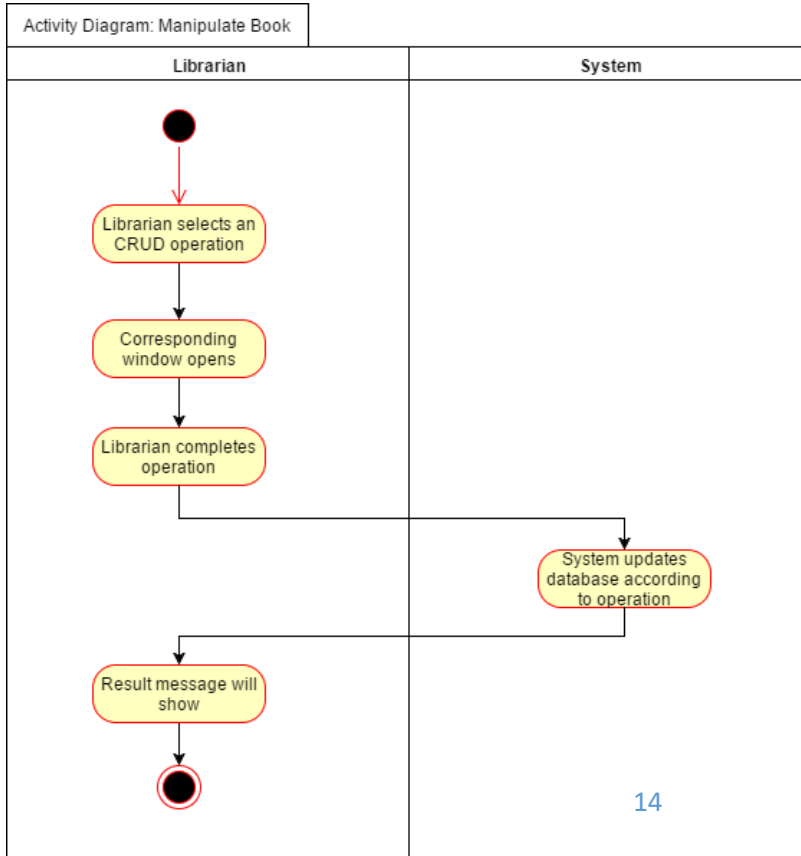 Activity Diagram: Manipulate Book
Librarian
System
Librarian selects an
CRUD operation
Corresponding
window opens
Librarian completes
operation
System updates
database according
to operation
Result message will
show
14